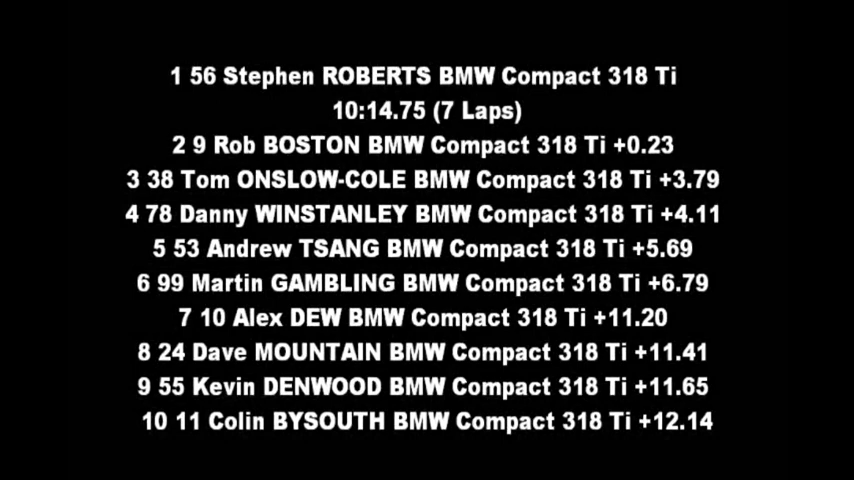 1 56 Stephen ROBERTS BMW Compact 318 Ti
10:14.75 (7 Laps)
2 9 Rob BOSTON BMW Compact 318 Ti +0.23
3 38 Tom ONSLOW-COLE BMW Compact 318 Ti +3.79
4 78 Danny WINSTANLEY BMW Compact 318 Ti +4.11
5 53 Andrew TSANG BMW Compact 318 Ti +5.69
6 99 Martin GAMBLING BMW Compact 318 Ti +6.79
7 10 Alex DEW BMW Compact 318 Ti +11.20
8 24 Dave MOUNTAIN BMW Compact 318 Ti +11.41
9 55 Kevin DENWOOD BMW Compact 318 Ti +11.65
10 11 Colin BYSOUTH BMW Compact 318 Ti +12.14